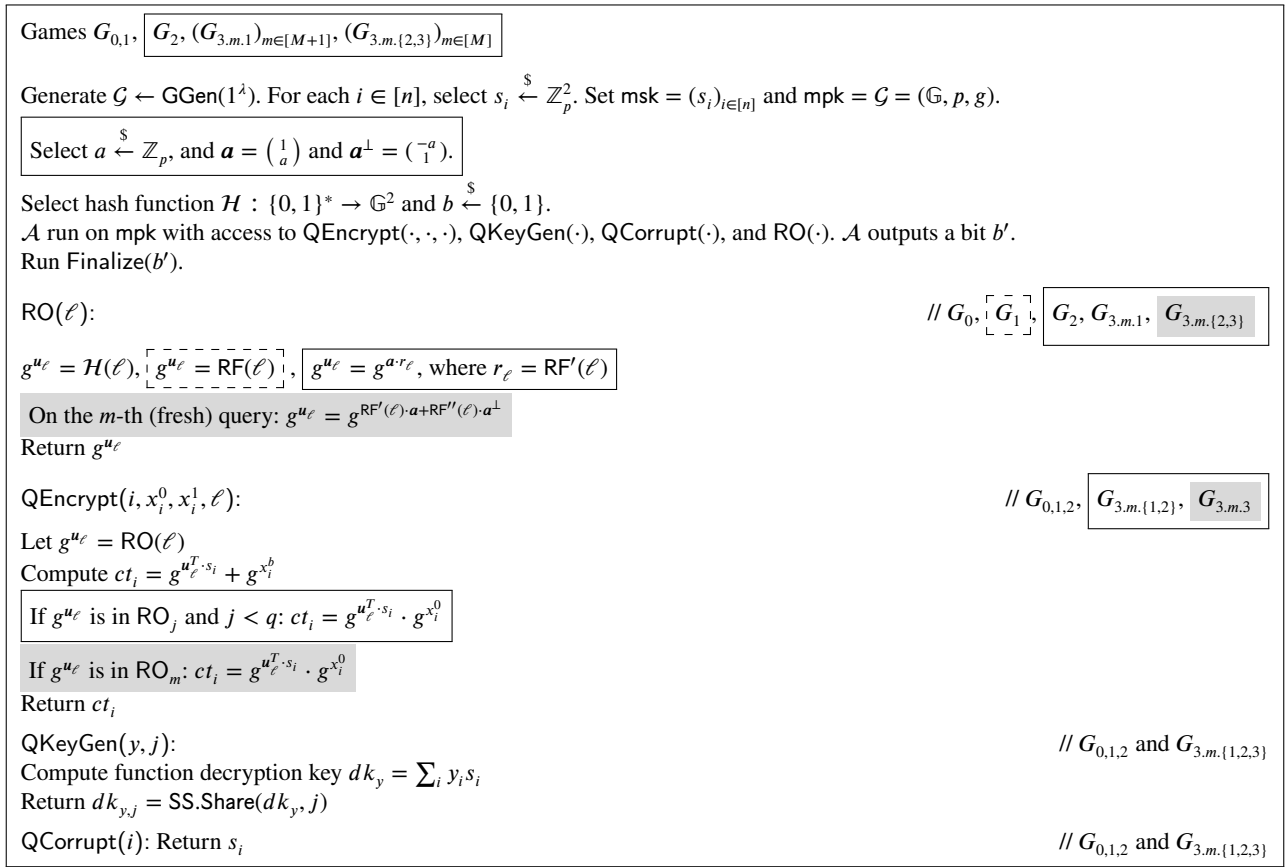 Games G_{0,1}, G_2, (G_{3.m.1})_{m∈[M+1]}, (G_{3.m.{2,3}})_{m∈[M]}
Generate 𝒢 ← GGen(1^λ). For each i ∈ [n], select s_i ←$ ℤ_p^2. Set msk = (s_i)_{i∈[n]} and mpk = 𝒢 = (𝔾, p, g).
Select a ←$ ℤ_p, and 𝒂 = (1 a) and 𝒂^⊥ = (−a 1).
Select hash function ℋ : {0, 1}* → 𝔾^2 and b ←$ {0, 1}.
𝒜 run on mpk with access to QEncrypt(·, ·, ·), QKeyGen(·), QCorrupt(·), and RO(·). 𝒜 outputs a bit b′.
Run Finalize(b′).
RO(ℓ): // G_0, G_1, G_2, G_{3.m.1}, G_{3.m.{2,3}}
g^{𝒖_ℓ} = ℋ(ℓ), g^{𝒖_ℓ} = RF(ℓ), g^{𝒖_ℓ} = g^{𝒂·r_ℓ}, where r_ℓ = RF′(ℓ)
On the m-th (fresh) query: g^{𝒖_ℓ} = g^{RF′(ℓ)·𝒂+RF′′(ℓ)·𝒂^⊥}
Return g^{𝒖_ℓ}
QEncrypt(i, x_i^0, x_i^1, ℓ): // G_{0,1,2}, G_{3.m.{1,2}}, G_{3.m.3}
Let g^{𝒖_ℓ} = RO(ℓ)
Compute ct_i = g^{𝒖_ℓ^T·s_i} + g^{x_i^b}
If g^{𝒖_ℓ} is in RO_j and j < q: ct_i = g^{𝒖_ℓ^T·s_i} · g^{x_i^0}
If g^{𝒖_ℓ} is in RO_m: ct_i = g^{𝒖_ℓ^T·s_i} · g^{x_i^0}
Return ct_i
QKeyGen(y, j): // G_{0,1,2} and G_{3.m.{1,2,3}}
Compute function decryption key dk_y = ∑_i y_i s_i
Return dk_{y,j} = SS.Share(dk_y, j)
QCorrupt(i): Return s_i // G_{0,1,2} and G_{3.m.{1,2,3}}